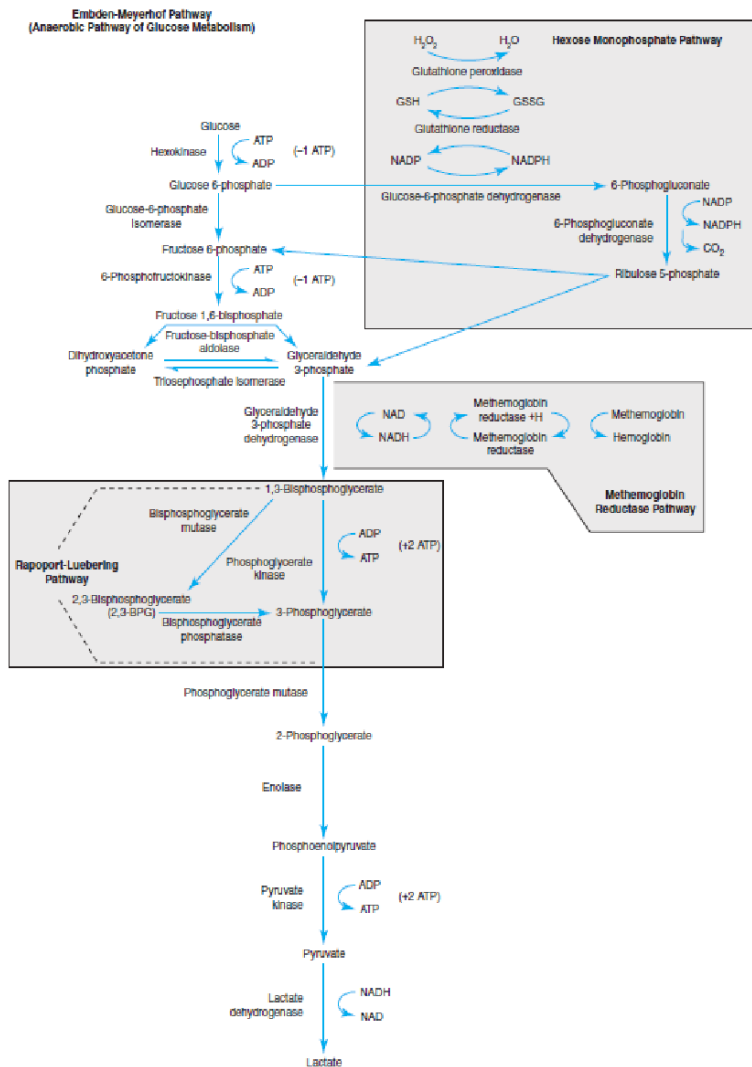 Embden-Meyerhof Pathway
(Anaerobic Pathway of Glucose Metabolism)
Hexose Monophosphate Pathway
H2O2
H2O
Glutathione peroxidase
GSH
GSSG
Glutathione reductase
NADP
NADPH
Glucose
Hexokinase
ATP
ADP
(–1 ATP)
Glucose 6-phosphate
Glucose-6-phosphate dehydrogenase
6-Phosphogluconate
Glucose-6-phosphate
isomerase
6-Phosphogluconate
dehydrogenase
NADP
NADPH
CO2
Fructose 6-phosphate
Ribulose 5-phosphate
6-Phosphofructokinase
ATP
ADP
(–1 ATP)
Fructose 1,6-bisphosphate
Fructose-bisphosphate
aldolase
Dihydroxyacetone
phosphate
Glyceraldehyde
3-phosphate
Triosephosphate isomerase
Glyceraldehyde
3-phosphate
dehydrogenase
NAD
NADH
Methemoglobin
reductase +H
Methemoglobin
reductase
Methemoglobin
Hemoglobin
Methemoglobin
Reductase Pathway
1,3-Bisphosphoglycerate
Bisphosphoglycerate
mutase
ADP
ATP
(+2 ATP)
Rapoport-Luebering
Pathway
Phosphoglycerate
kinase
2,3-Bisphosphoglycerate
(2,3-BPG)
3-Phosphoglycerate
Bisphosphoglycerate
phosphatase
Phosphoglycerate mutase
2-Phosphoglycerate
Enolase
Phosphoenolpyruvate
Pyruvate
kinase
ADP
ATP
(+2 ATP)
Pyruvate
Lactate
dehydrogenase
NADH
NAD
Lactate